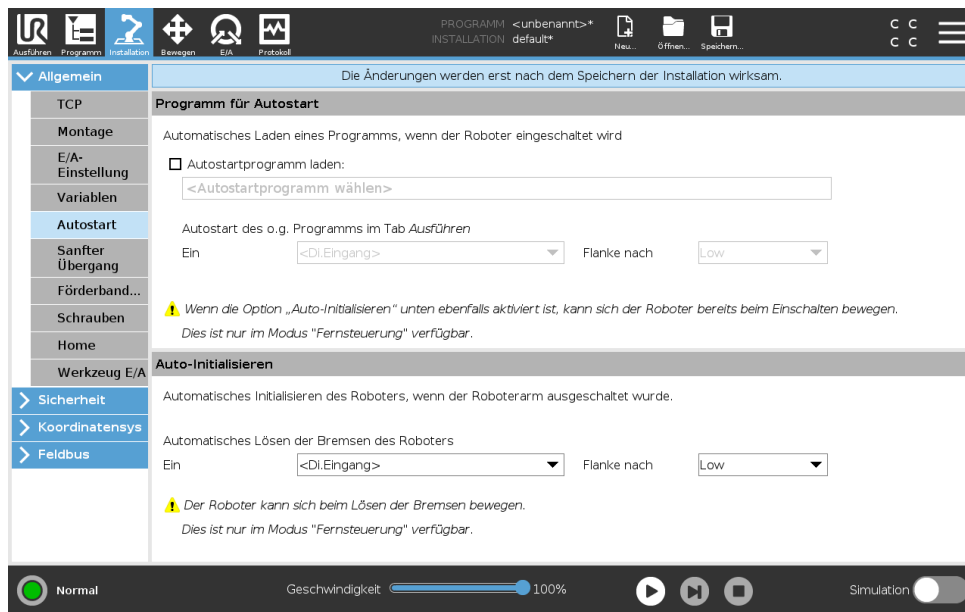 UR
PROGRAMM <unbenannt>*
INSTALLATION default*
Ausführen Programm Installation Bewegen E/A Protokoll Neu... Öffnen... Speichern...
C C
C C
Allgemein
Die Änderungen werden erst nach dem Speichern der Installation wirksam.
TCP
Montage
E/A-
Einstellung
Variablen
Autostart
Sanfter
Übergang
Förderband...
Schrauben
Home
Werkzeug E/A
Sicherheit
Koordinatensys
Feldbus
Programm für Autostart
Automatisches Laden eines Programms, wenn der Roboter eingeschaltet wird
Autostartprogramm laden:
<Autostartprogramm wählen>
Autostart des o.g. Programms im Tab Ausführen
Ein <Di.Eingang> Flanke nach Low
Wenn die Option „Auto-Initialisieren“ unten ebenfalls aktiviert ist, kann sich der Roboter bereits beim Einschalten bewegen.
Dies ist nur im Modus "Fernsteuerung" verfügbar.
Auto-Initialisieren
Automatisches Initialisieren des Roboters, wenn der Roboterarm ausgeschaltet wurde.
Automatisches Lösen der Bremsen des Roboters
Ein <Di.Eingang> Flanke nach Low
Der Roboter kann sich beim Lösen der Bremsen bewegen.
Dies ist nur im Modus "Fernsteuerung" verfügbar.
Normal Geschwindigkeit 100% Simulation